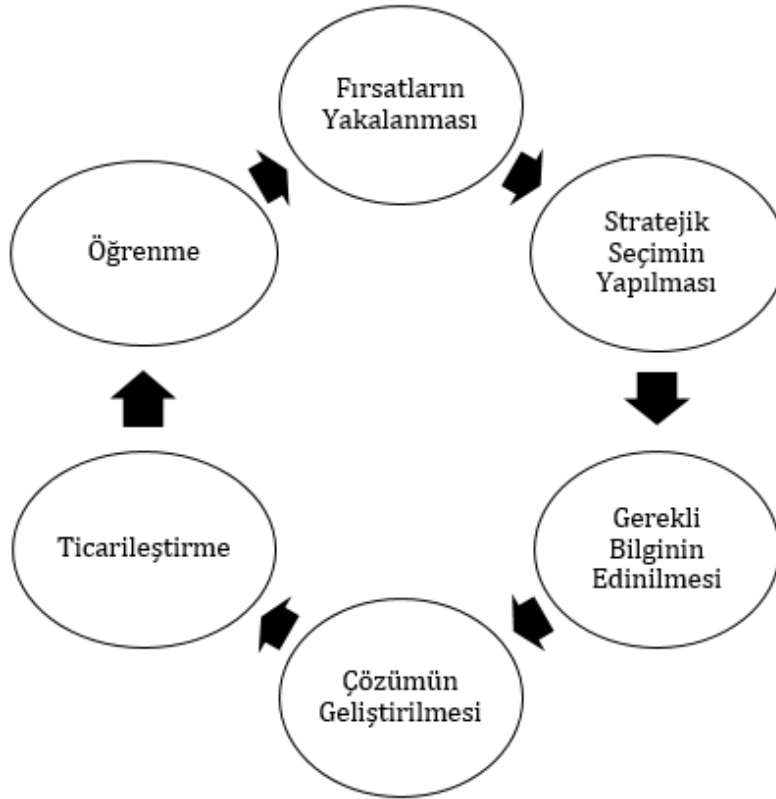 Fırsatların
Yakalanması
Stratejik
Seçimin
Yapılması
Gerekli
Bilginin
Edinilmesi
Çözümün
Geliştirilmesi
Ticarileştirme
Öğrenme